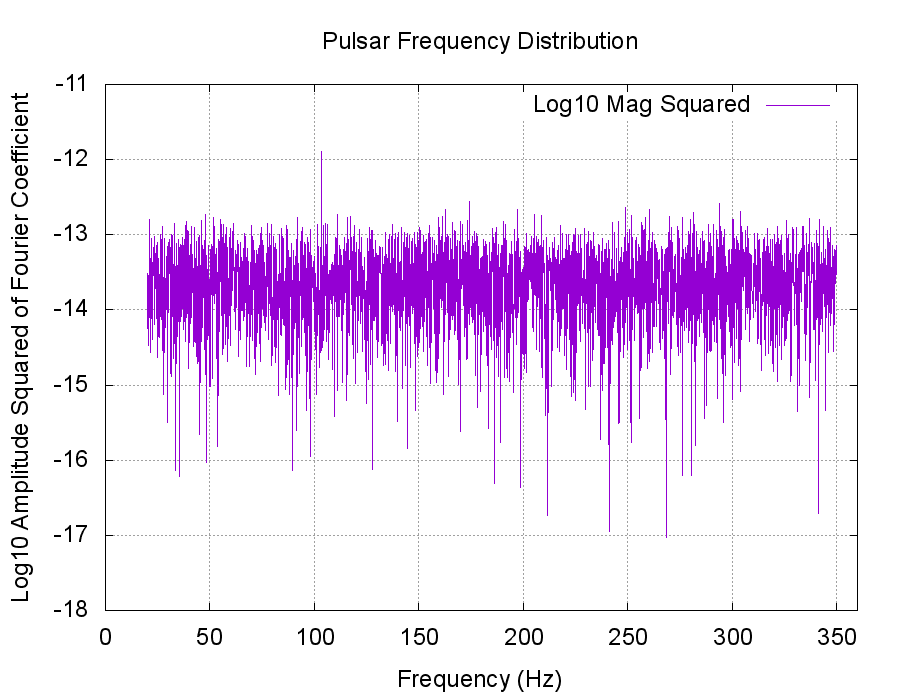 Pulsar Frequency Distribution
Log10 Amplitude Squared of Fourier Coefficient
-11
-12
-13
-14
-15
-16
-17
-18
Log10 Mag Squared
0 50 100 150 200 250 300 350
Frequency (Hz)